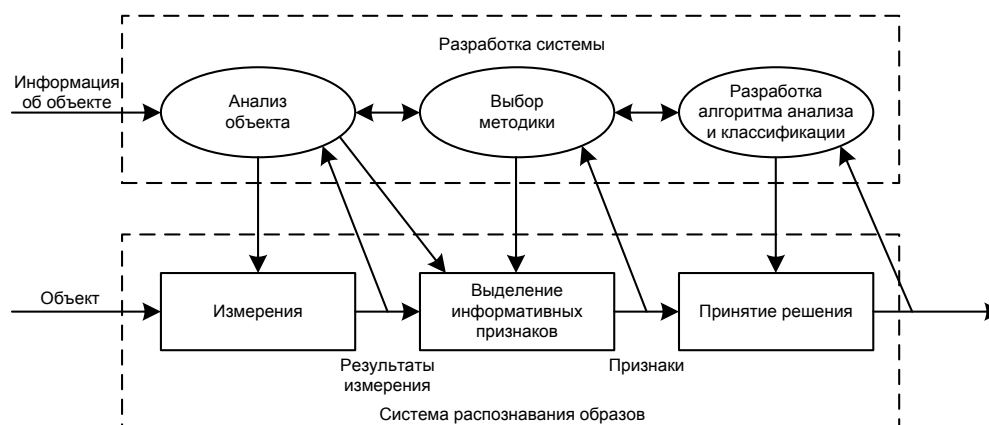 Разработка системы
Информация
об объекте
Анализ
объекта
Выбор
методики
Разработка
алгоритма анализа
и классификации
Объект
Измерения
Выделение
информативных
признаков
Принятие решения
Результаты
измерения
Признаки
Система распознавания образов